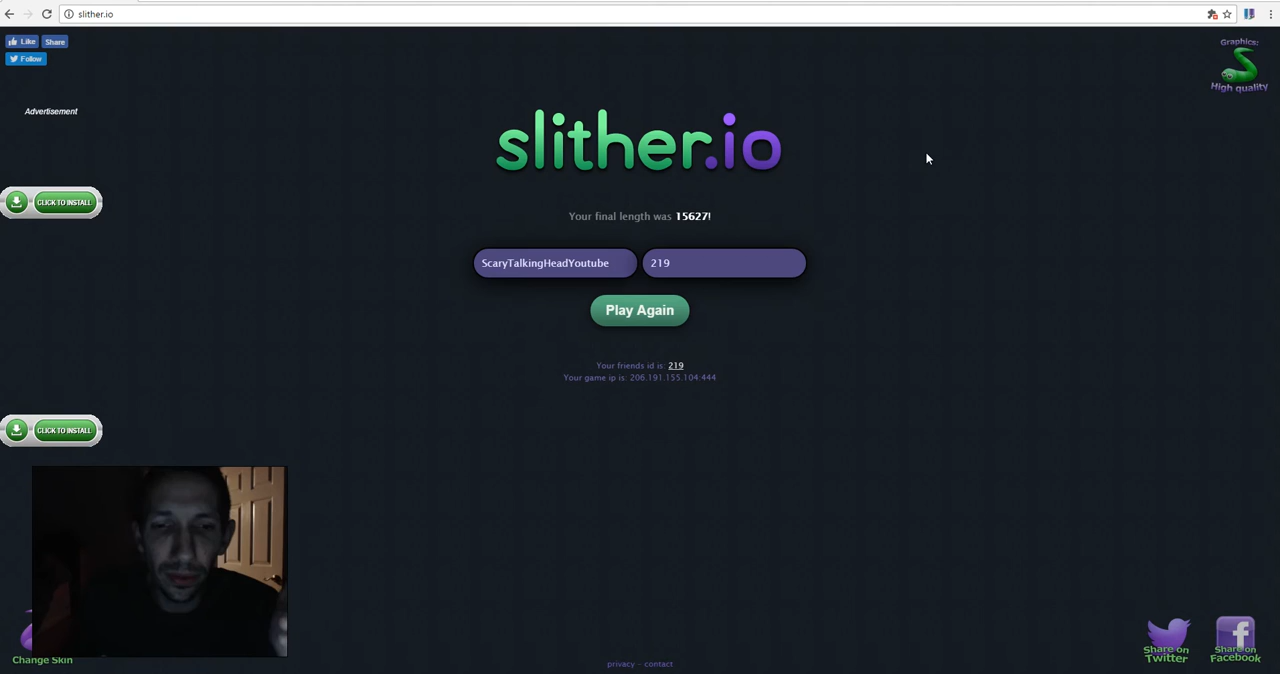 slither.io
Like Share
Follow
Graphics:
High quality
Advertisement
slither.io
CLICK TO INSTALL
Your final length was 15627!
ScaryTalkingHeadYoutube 219
Play Again
Your friends id is: 219
Your game ip is: 206.191.155.104:444
CLICK TO INSTALL
Change Skin
privacy - contact
Share on
Twitter
Share on
Facebook